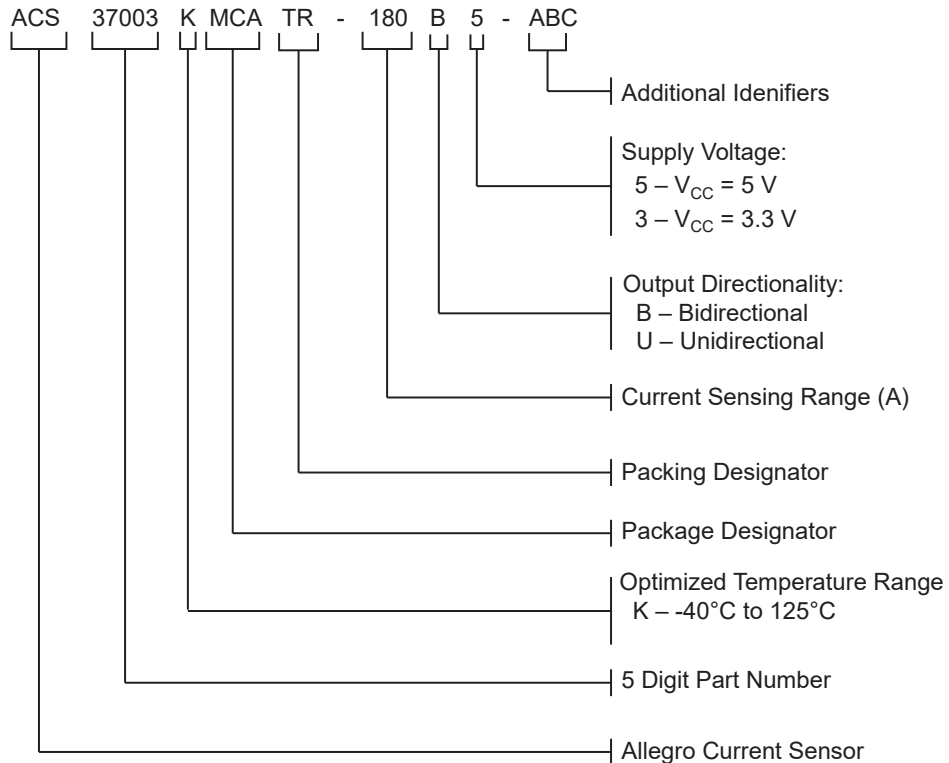 ACS 37003 K MCA TR - 180 B 5 - ABC
Additional Idenifiers
Supply Voltage:
5 – VCC = 5 V
3 – VCC = 3.3 V
Output Directionality:
B – Bidirectional
U – Unidirectional
Current Sensing Range (A)
Packing Designator
Package Designator
Optimized Temperature Range
K – -40°C to 125°C
5 Digit Part Number
Allegro Current Sensor